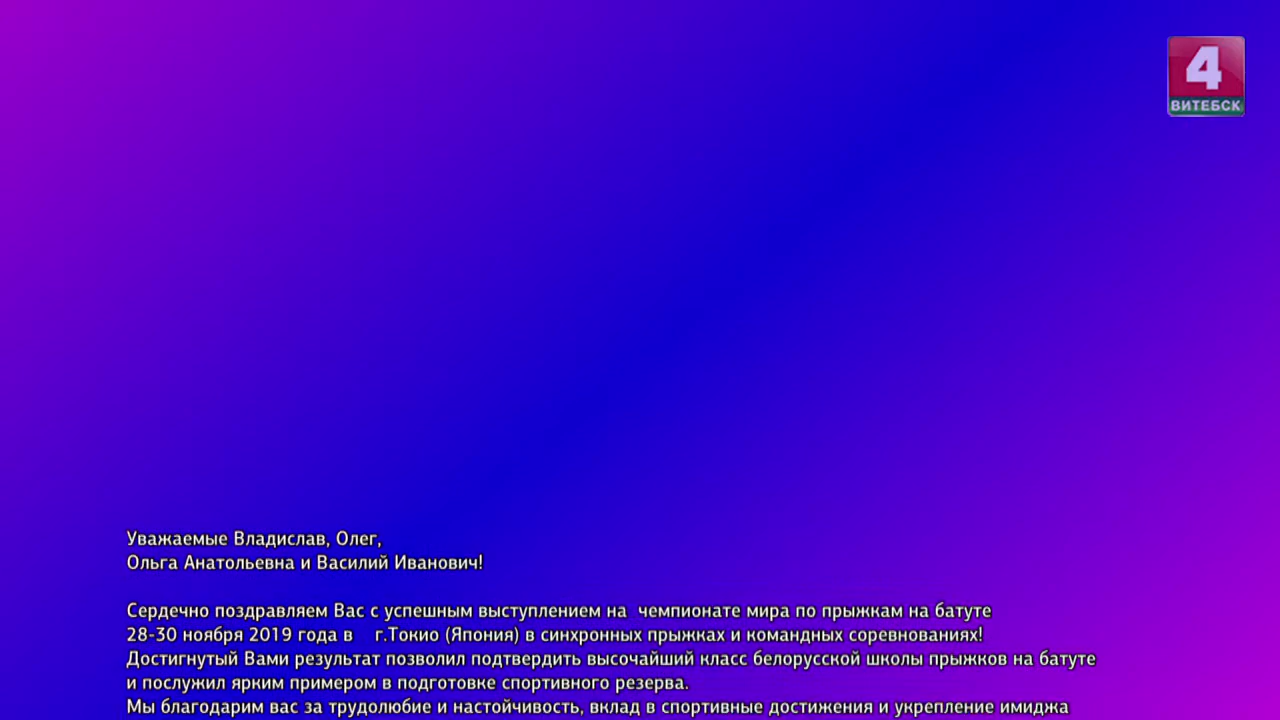 4
ВИТЕБСК
Уважаемые Владислав, Олег,
Ольга Анатольевна и Василий Иванович!
Сердечно поздравляем Вас с успешным выступлением на  чемпионате мира по прыжкам на батуте
28-30 ноября 2019 года в    г.Токио (Япония) в синхронных прыжках и командных соревнованиях!
Достигнутый Вами результат позволил подтвердить высочайший класс белорусской школы прыжков на батуте
и послужил ярким примером в подготовке спортивного резерва.
Мы благодарим вас за трудолюбие и настойчивость, вклад в спортивные достижения и укрепление имиджа